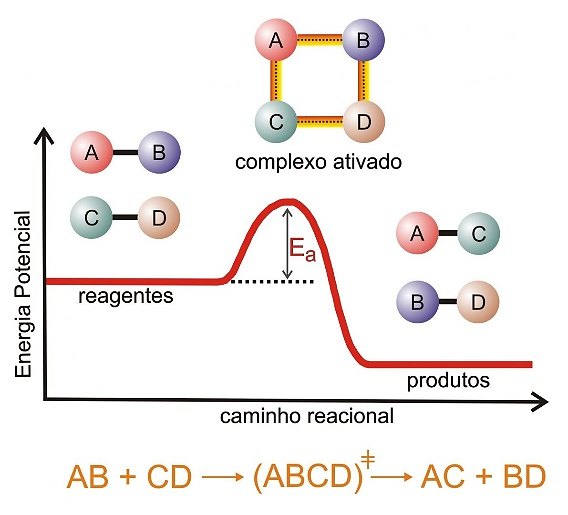 A B
C D
complexo ativado
A B
C D
A C
B D
Ea
reagentes
produtos
Energia Potencial
caminho reacional
AB + CD → (ABCD)ǂ → AC + BD